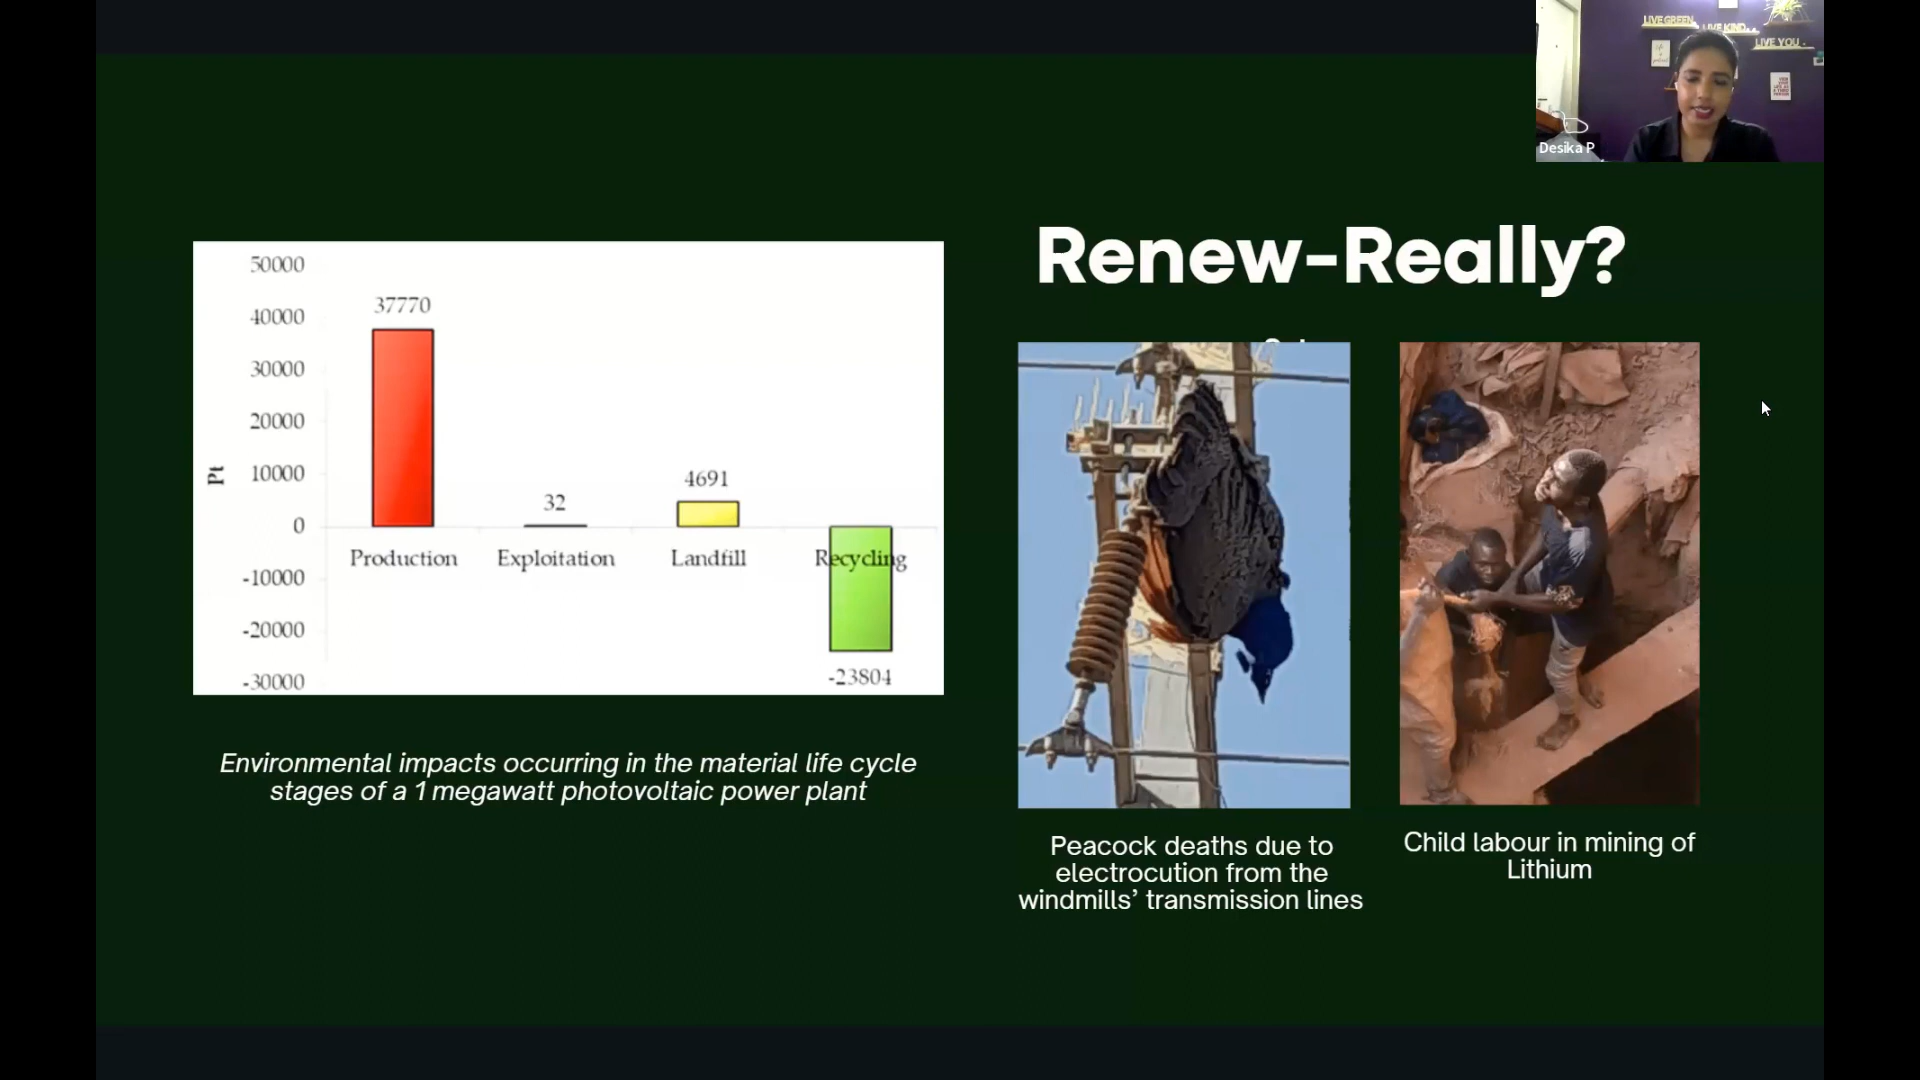 LIVE GREEN
LIVE KIND
LIVE YOU
Desika P
Renew-Really?
50000
40000
30000
20000
10000
0
-10000
-20000
-30000
Pt
37770
32
4691
-23804
Production
Exploitation
Landfill
Recycling
Environmental impacts occurring in the material life cycle
stages of a 1 megawatt photovoltaic power plant
Peacock deaths due to
electrocution from the
windmills’ transmission lines
Child labour in mining of
Lithium